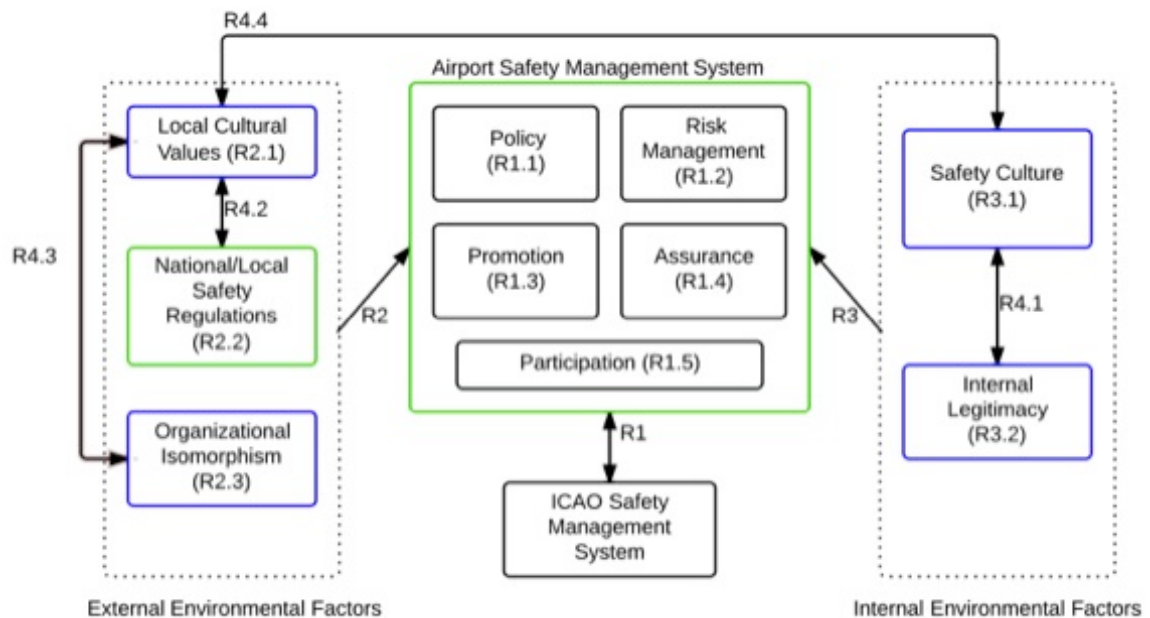 R4.4
Airport Safety Management System
Local Cultural
Values (R2.1)
R4.2
National/Local
Safety
Regulations
(R2.2)
Organizational
Isomorphism
(R2.3)
R4.3
External Environmental Factors
R2
Policy
(R1.1)
Risk
Management
(R1.2)
Promotion
(R1.3)
Assurance
(R1.4)
Participation (R1.5)
R1
ICAO Safety
Management
System
R3
Safety Culture
(R3.1)
R4.1
Internal
Legitimacy
(R3.2)
Internal Environmental Factors